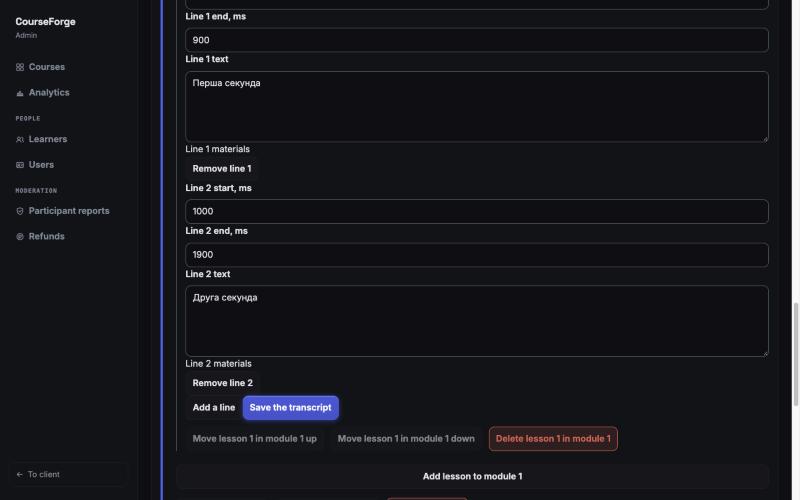 CourseForge
Admin
Courses
Analytics
PEOPLE
Learners
Users
MODERATION
Participant reports
Refunds
← To client
Line 1 end, ms
900
Line 1 text
Перша секунда
Line 1 materials
Remove line 1
Line 2 start, ms
1000
Line 2 end, ms
1900
Line 2 text
Друга секунда
Line 2 materials
Remove line 2
Add a line
Save the transcript
Move lesson 1 in module 1 up
Move lesson 1 in module 1 down
Delete lesson 1 in module 1
Add lesson to module 1